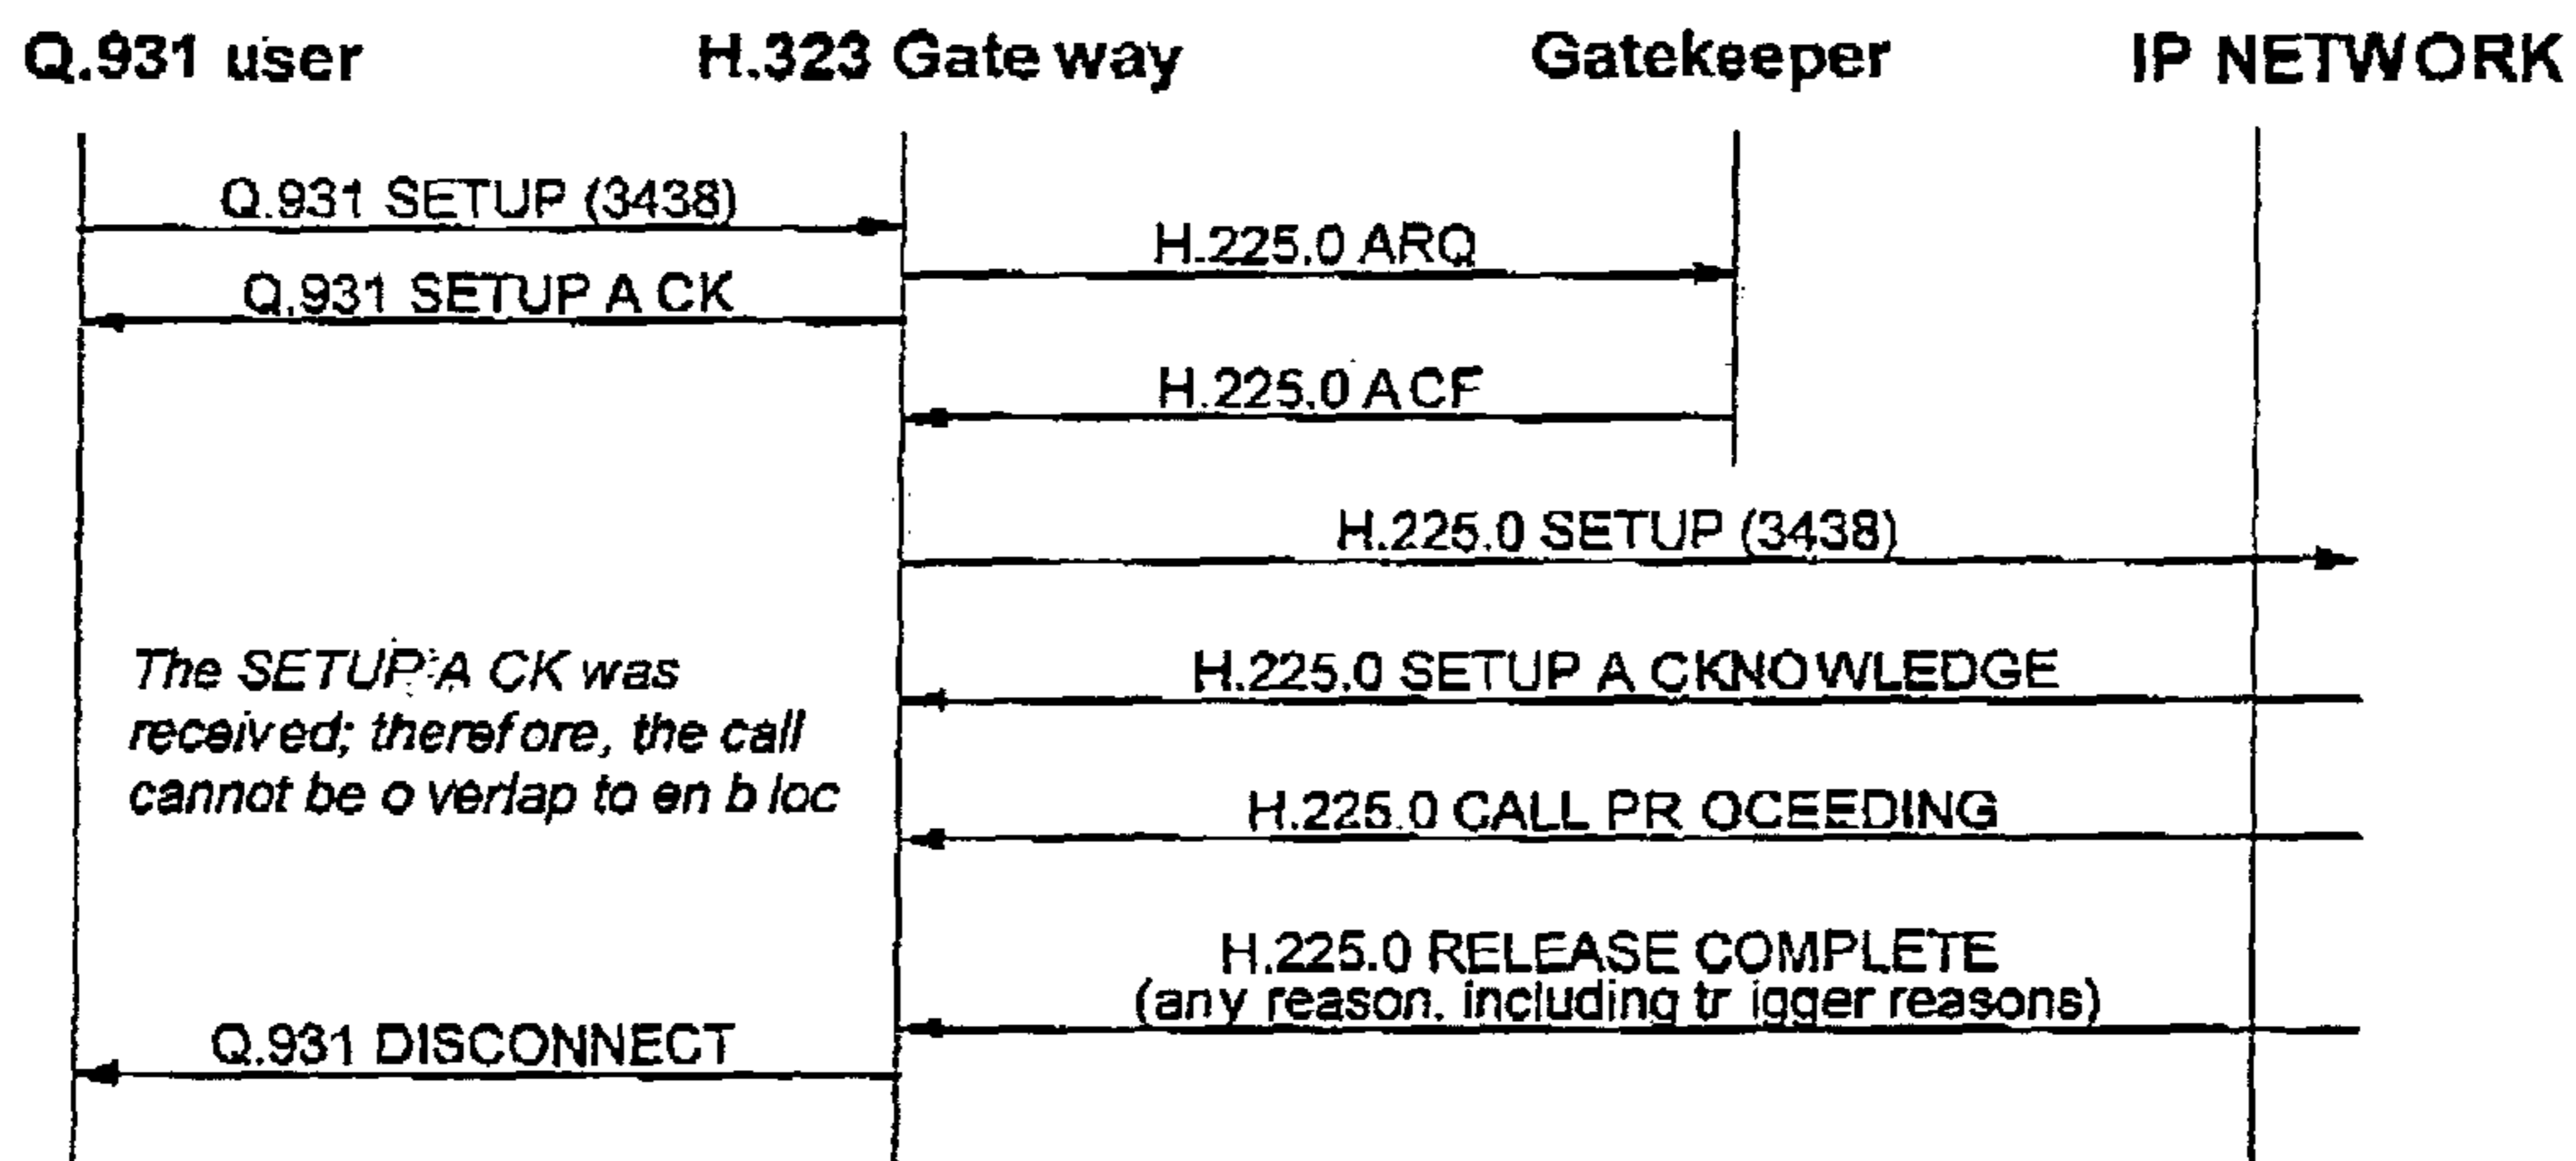 Q.931 user H.323 Gate way Gatekeeper IP NETWORK
Q.931 SETUP (3438)
H.225.0 ARQ
Q.931 SETUP A CK
H.225.0 ACF
H.225.0 SETUP (3438)
The SETUP A CK was
received; therefore, the call
cannot be o verlap to en b loc
H.225.0 SETUP A CKNOWLEDGE
H.225.0 CALL PR OCEEDING
H.225.0 RELEASE COMPLETE
(any reason, including tr igger reasons)
Q.931 DISCONNECT